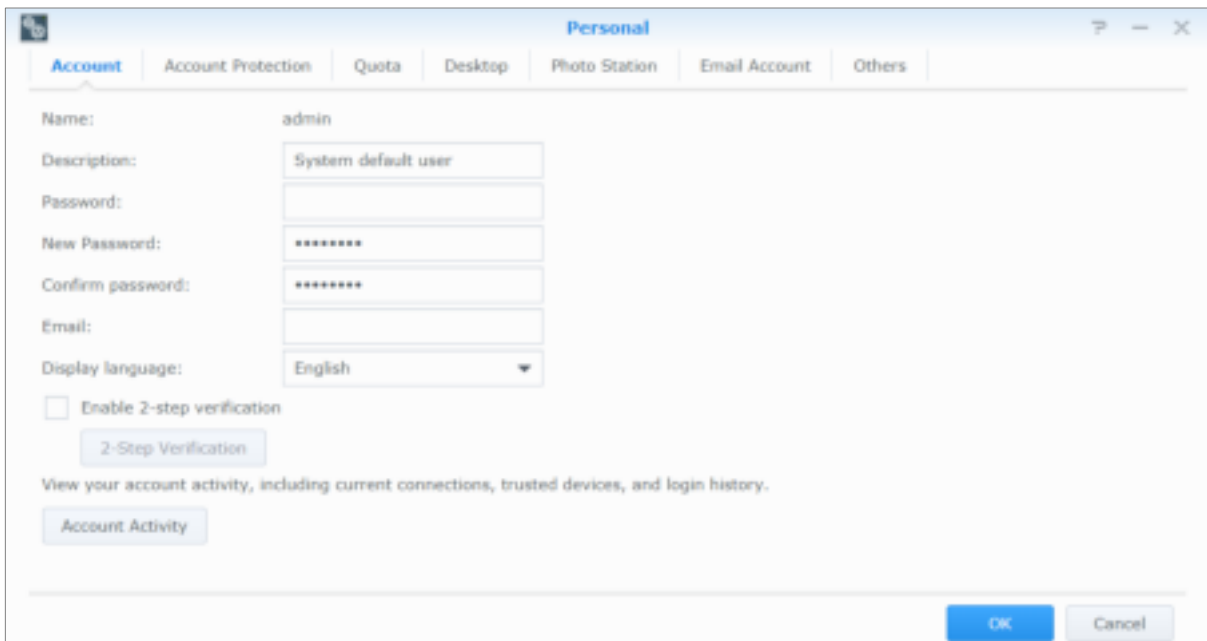 Personal
Account Account Protection Quota Desktop Photo Station Email Account Others
Name: admin
Description: System default user
Password:
New Password: ••••••••
Confirm password: ••••••••
Email:
Display language: English
Enable 2-step verification
2-Step Verification
View your account activity, including current connections, trusted devices, and login history.
Account Activity
OK Cancel